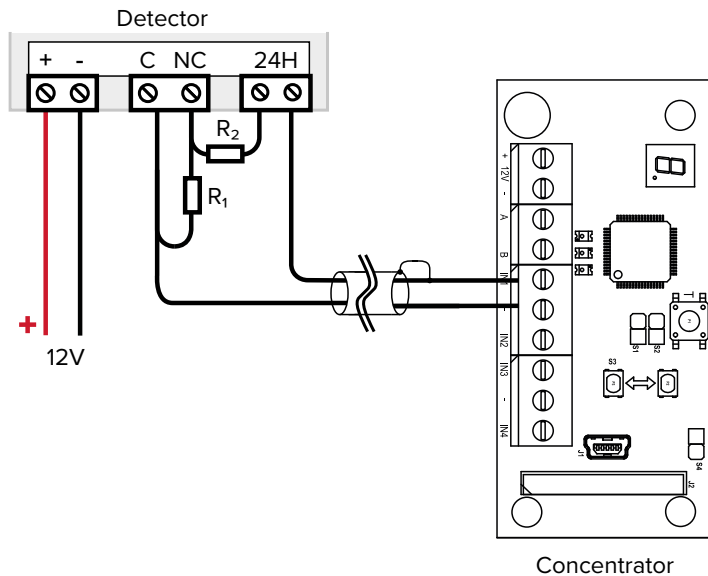 Detector
+ - C NC 24H
R2
R1
+
12V
+ 12V -
A
B
IN1
-
IN2
IN3
-
IN4
T
S1
S2
S3
J1
S4
J2
Concentrator